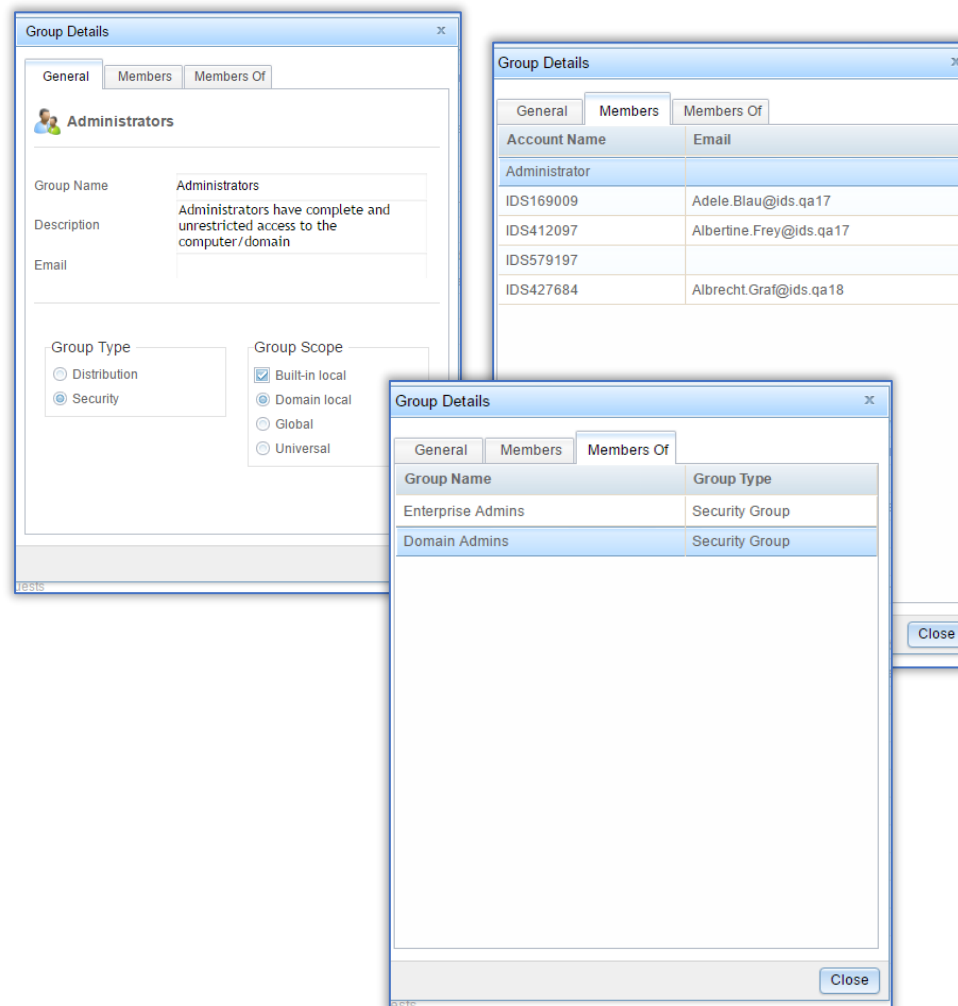 Group Details x
General Members Members Of
Administrators
Group Name Administrators
Description Administrators have complete and
unrestricted access to the
computer/domain
Email
Group Type
Distribution
Security
Group Scope
Built-in local
Domain local
Global
Universal
Group Details x
General Members Members Of
Account Name Email
Administrator
IDS169009 Adele.Blau@ids.qa17
IDS412097 Albertine.Frey@ids.qa17
IDS579197
IDS427684 Albrecht.Graf@ids.qa18
Close
Group Details x
General Members Members Of
Group Name Group Type
Enterprise Admins Security Group
Domain Admins Security Group
Close